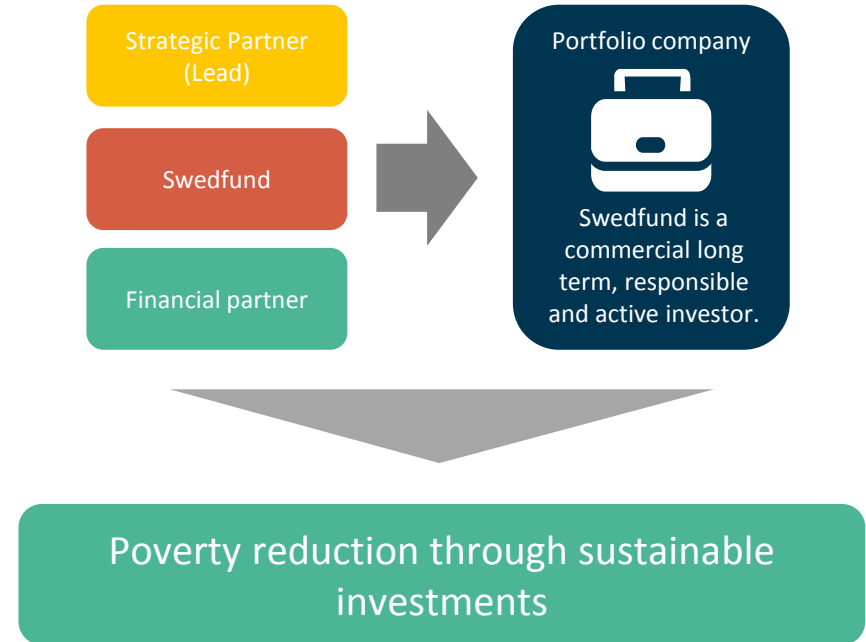 Strategic Partner
(Lead)
Swedfund
Financial partner
Portfolio company
Swedfund is a
commercial long
term, responsible
and active investor.
Poverty reduction through sustainable
investments